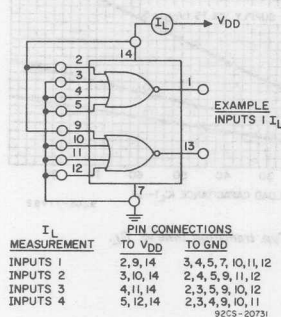 I_L
V_DD
14
2
3
4
5
1
9
10
11
12
13
7
EXAMPLE
INPUTS 1 I_L
LOAD CAPACITANCE
I_L PIN CONNECTIONS
MEASUREMENT TO V_DD TO GND
INPUTS 1 2,9,14 3,4,5,7,10,11,12
INPUTS 2 3,10,14 2,4,5,9,11,12
INPUTS 3 4,11,14 2,3,5,9,10,12
INPUTS 4 5,12,14 2,3,4,9,10,11
92CS-20731